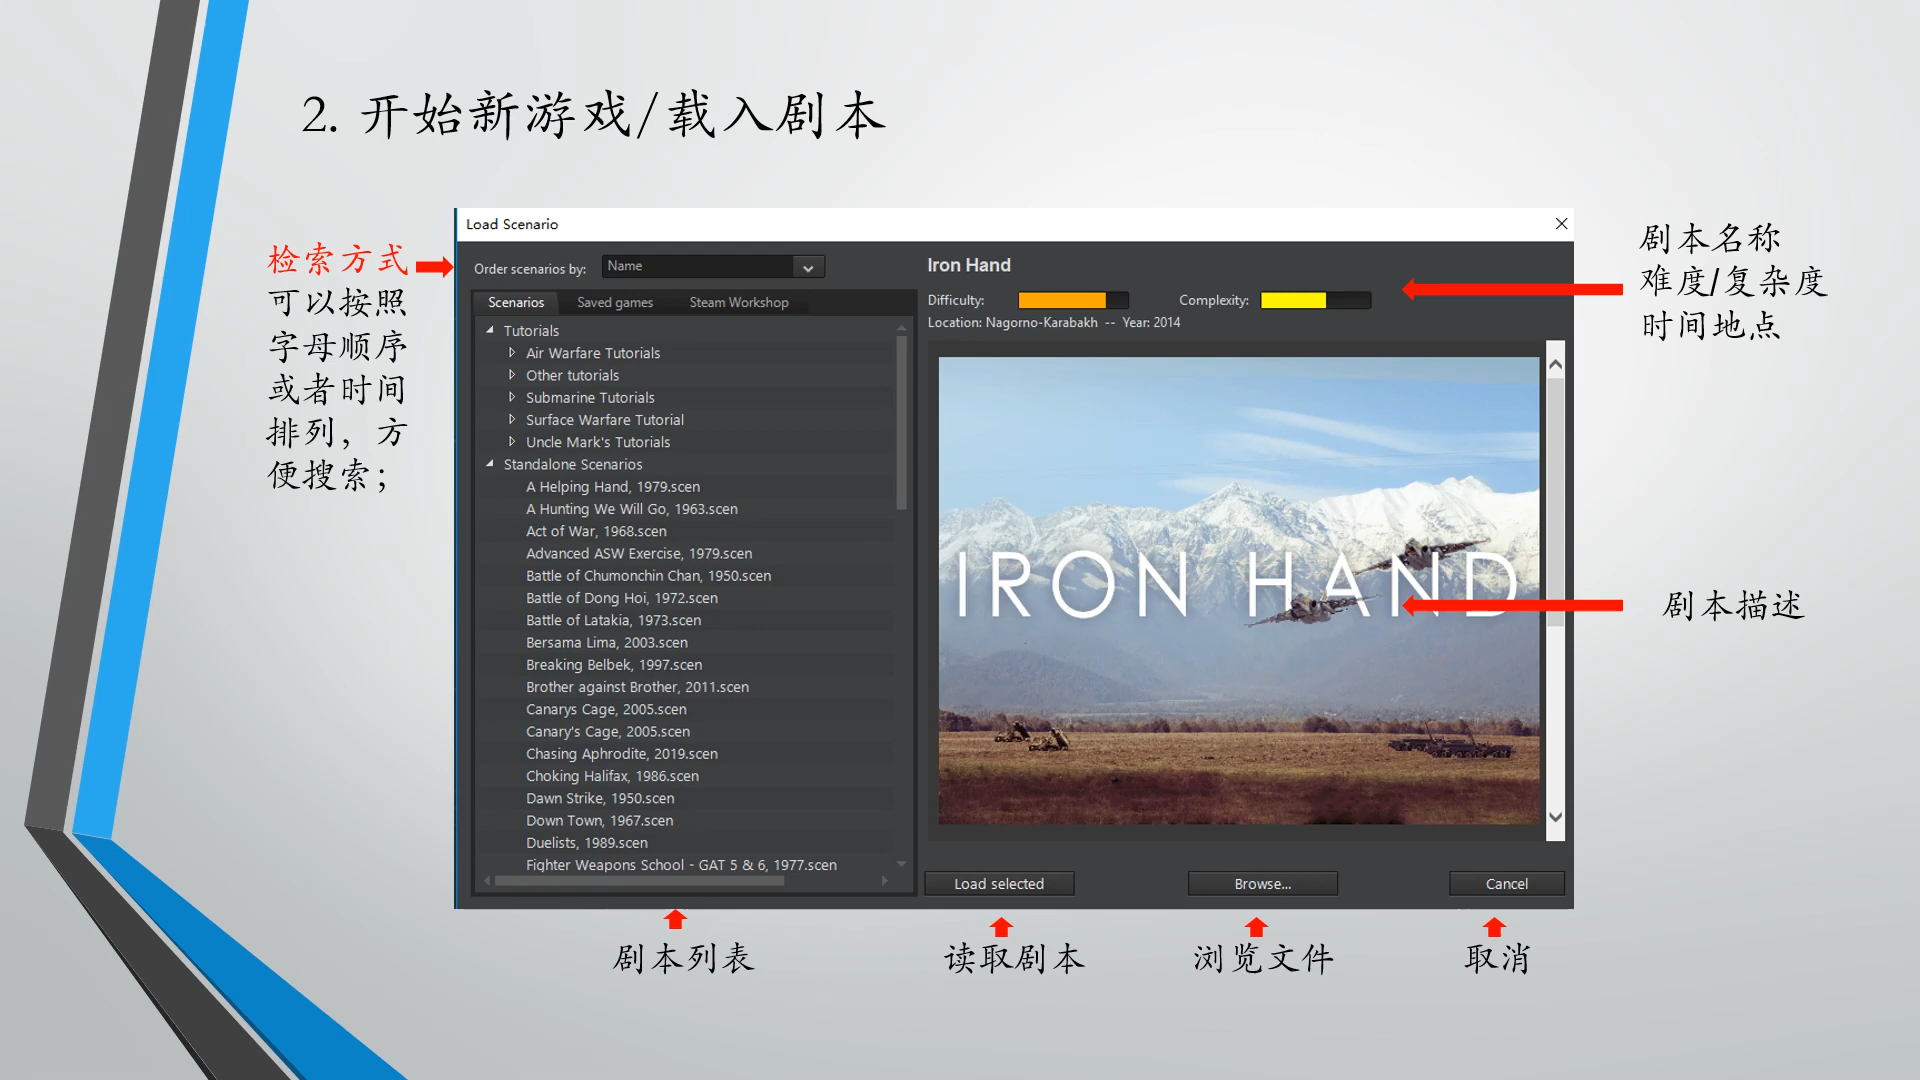 2. 开始新游戏/载入剧本
检索方式
可以按照
字母顺序
或者时间
排列，方
便搜索；
Load Scenario
Order scenarios by:
Name
Scenarios
Saved games
Steam Workshop
Tutorials
Air Warfare Tutorials
Other tutorials
Submarine Tutorials
Surface Warfare Tutorial
Uncle Mark's Tutorials
Standalone Scenarios
A Helping Hand, 1979.scen
A Hunting We Will Go, 1963.scen
Act of War, 1968.scen
Advanced ASW Exercise, 1979.scen
Battle of Chumonchin Chan, 1950.scen
Battle of Dong Hoi, 1972.scen
Battle of Latakia, 1973.scen
Bersama Lima, 2003.scen
Breaking Belbek, 1997.scen
Brother against Brother, 2011.scen
Canarys Cage, 2005.scen
Canary's Cage, 2005.scen
Chasing Aphrodite, 2019.scen
Choking Halifax, 1986.scen
Dawn Strike, 1950.scen
Down Town, 1967.scen
Duelists, 1989.scen
Fighter Weapons School - GAT 5 & 6, 1977.scen
Iron Hand
Difficulty:
Complexity:
Location: Nagorno-Karabakh -- Year: 2014
IRON HAND
Load selected
Browse...
Cancel
剧本名称
难度/复杂度
时间地点
剧本描述
剧本列表
读取剧本
浏览文件
取消